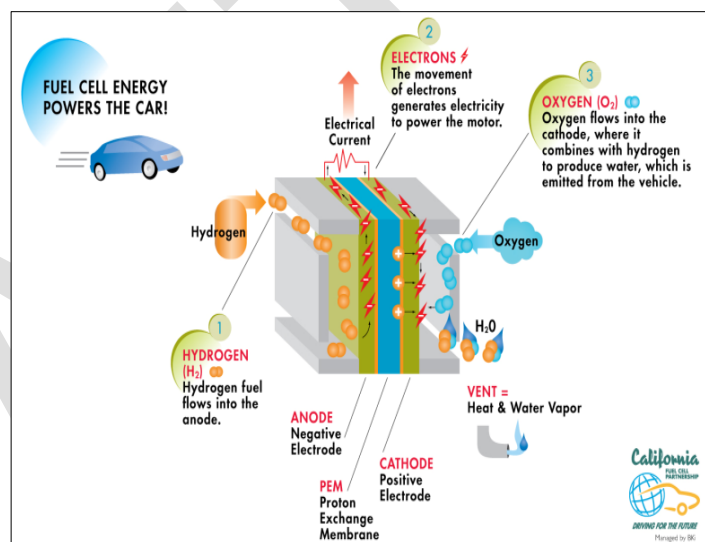 FUEL CELL ENERGY
POWERS THE CAR!
1
HYDROGEN
(H₂)
Hydrogen fuel
flows into the
anode.
2
ELECTRONS
The movement
of electrons
generates electricity
to power the motor.
3
OXYGEN (O₂)
Oxygen flows into the
cathode, where it
combines with hydrogen
to produce water, which is
emitted from the vehicle.
Electrical
Current
Hydrogen
Oxygen
H₂0
ANODE
Negative
Electrode
PEM
Proton
Exchange
Membrane
CATHODE
Positive
Electrode
VENT =
Heat & Water Vapor
California
FUEL CELL
PARTNERSHIP
DRIVING FOR THE FUTURE
Managed by BKi